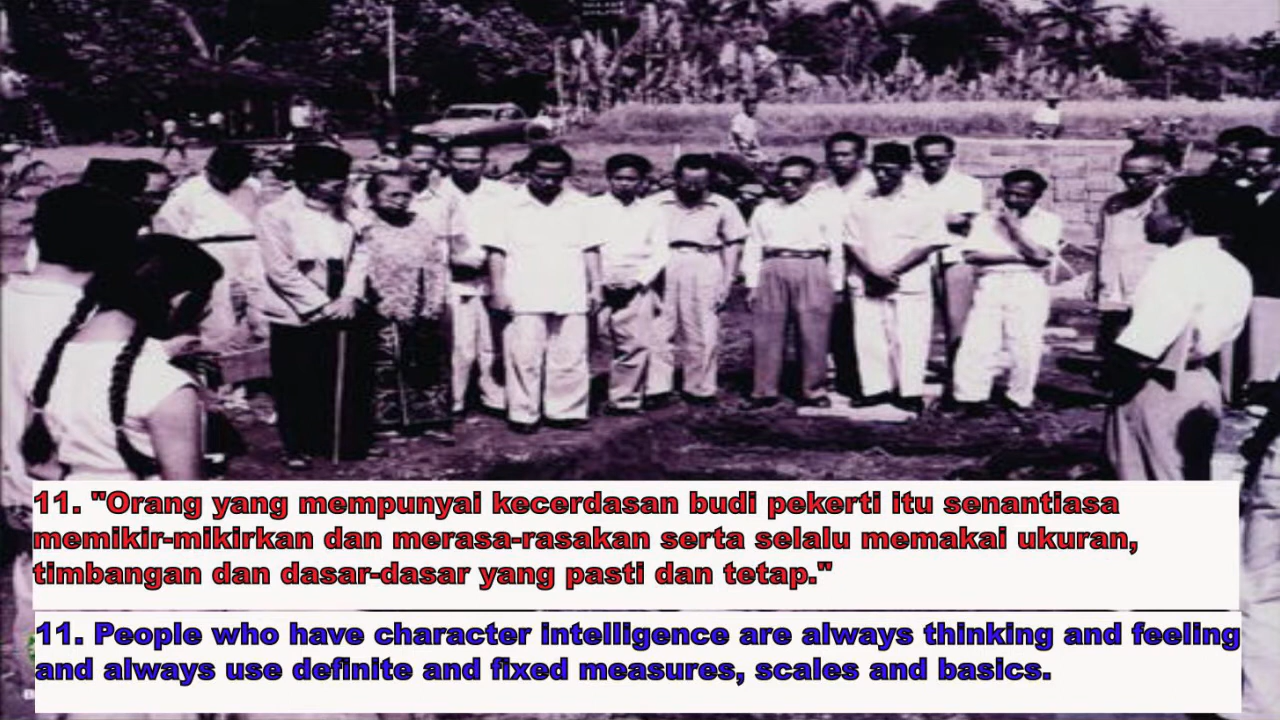 11. "Orang yang mempunyai kecerdasan budi pekerti itu senantiasa
memikir-mikirkan dan merasa-rasakan serta selalu memakai ukuran,
timbangan dan dasar-dasar yang pasti dan tetap."
11. People who have character intelligence are always thinking and feeling
and always use definite and fixed measures, scales and basics.